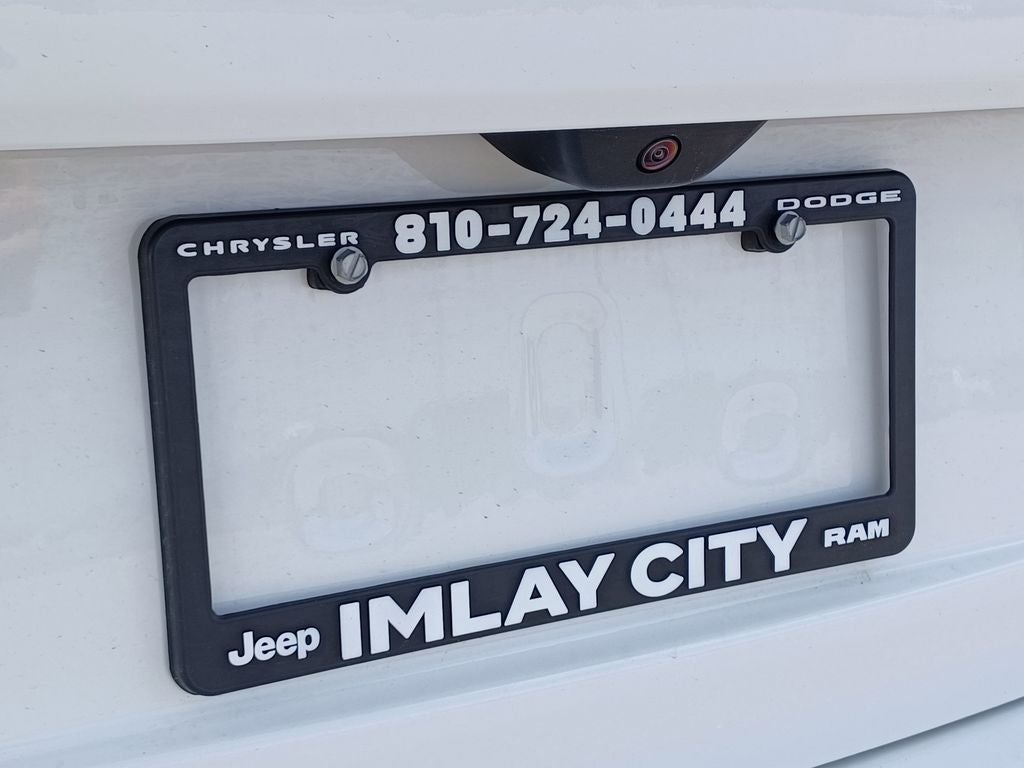 CHRYSLER 810-724-0444 DODGE
Jeep IMLAY CITY RAM